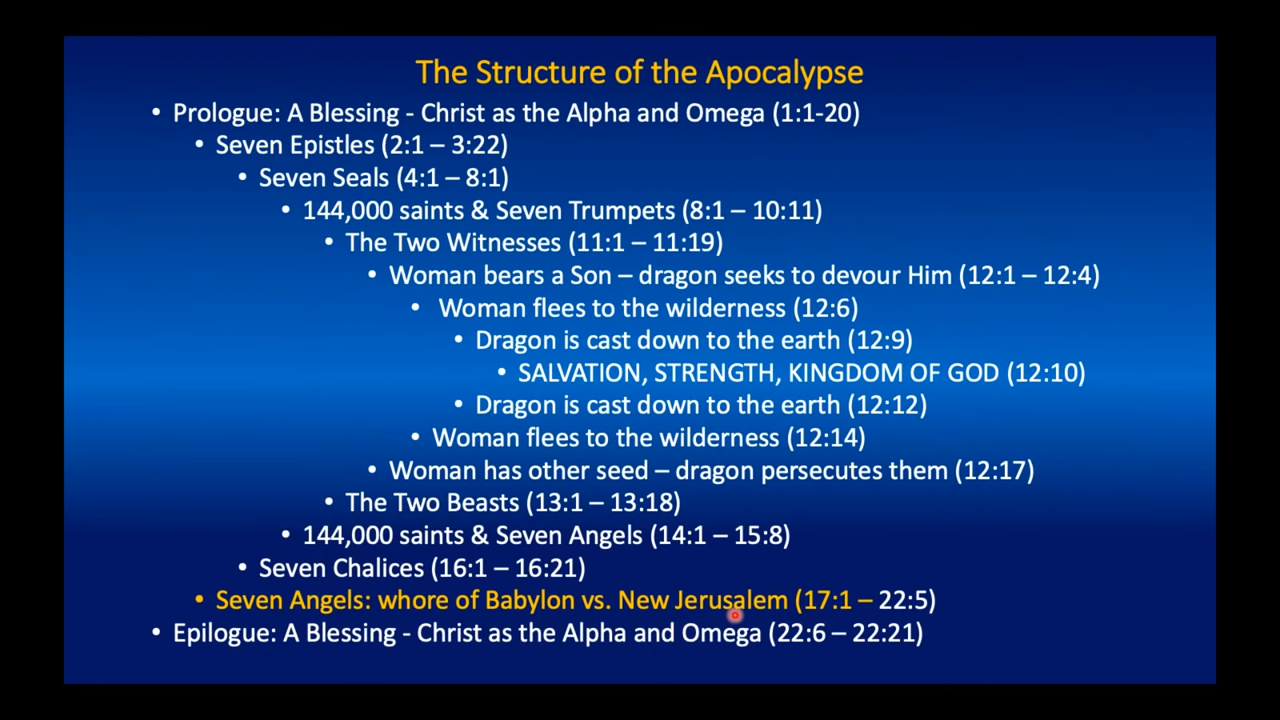 The Structure of the Apocalypse
• Prologue: A Blessing - Christ as the Alpha and Omega (1:1-20)
• Seven Epistles (2:1 – 3:22)
• Seven Seals (4:1 – 8:1)
• 144,000 saints & Seven Trumpets (8:1 – 10:11)
• The Two Witnesses (11:1 – 11:19)
• Woman bears a Son – dragon seeks to devour Him (12:1 – 12:4)
• Woman flees to the wilderness (12:6)
• Dragon is cast down to the earth (12:9)
• SALVATION, STRENGTH, KINGDOM OF GOD (12:10)
• Dragon is cast down to the earth (12:12)
• Woman flees to the wilderness (12:14)
• Woman has other seed – dragon persecutes them (12:17)
• The Two Beasts (13:1 – 13:18)
• 144,000 saints & Seven Angels (14:1 – 15:8)
• Seven Chalices (16:1 – 16:21)
• Seven Angels: whore of Babylon vs. New Jerusalem (17:1 – 22:5)
• Epilogue: A Blessing - Christ as the Alpha and Omega (22:6 – 22:21)